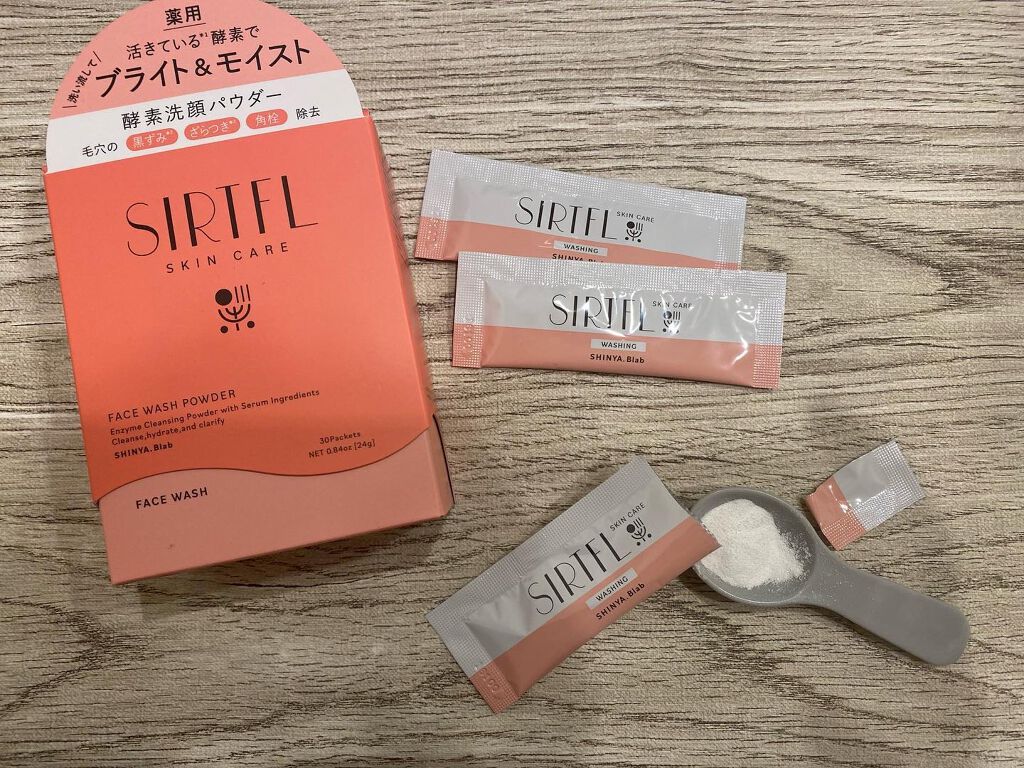 薬用
洗い流して
活きている*1酵素で
ブライト&モイスト
酵素洗顔パウダー
毛穴の 黒ずみ*2 ざらつき*2 角栓 除去
SIRTFL
SKIN CARE
FACE WASH POWDER
Enzyme Cleansing Powder with Serum Ingredients
Cleanse,hydrate,and clarify
SHINYA.Blab
30Packets
NET 0.84oz [24g]
FACE WASH
SIRTFL SKIN CARE
WASHING
SHINYA.Blab
SIRTFL SKIN CARE
WASHING
SHINYA.Blab
SIRTFL SKIN CARE
WASHING
SHINYA.Blab